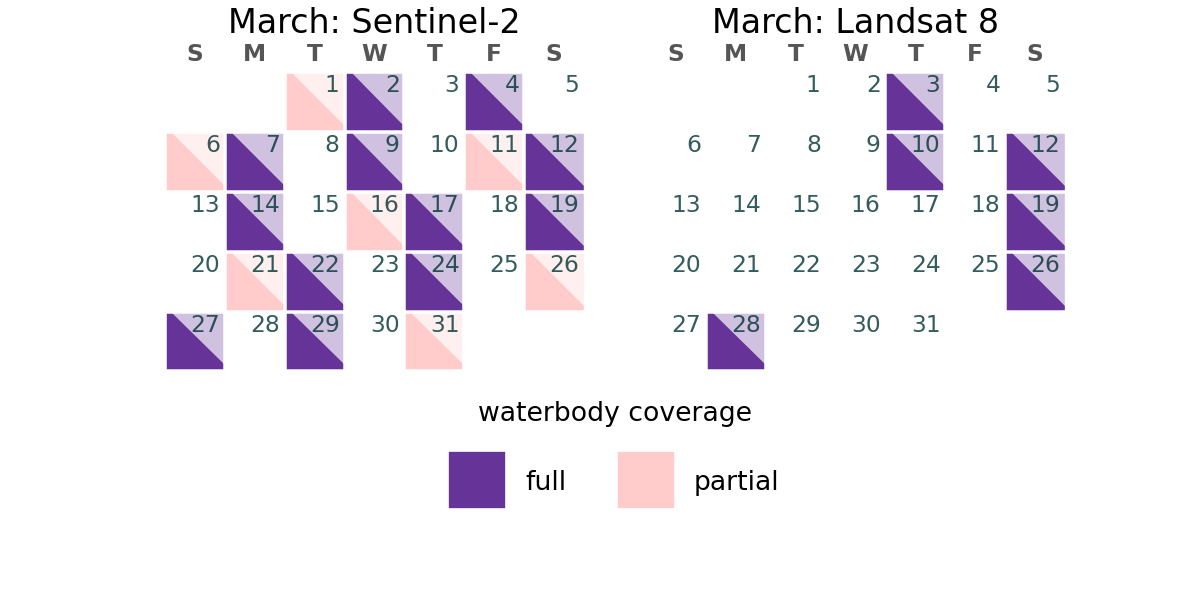 March: Sentinel-2
S M T W T F S
1 2 3 4 5
6 7 8 9 10 11 12
13 14 15 16 17 18 19
20 21 22 23 24 25 26
27 28 29 30 31
March: Landsat 8
S M T W T F S
1 2 3 4 5
6 7 8 9 10 11 12
13 14 15 16 17 18 19
20 21 22 23 24 25 26
27 28 29 30 31
waterbody coverage
full
partial